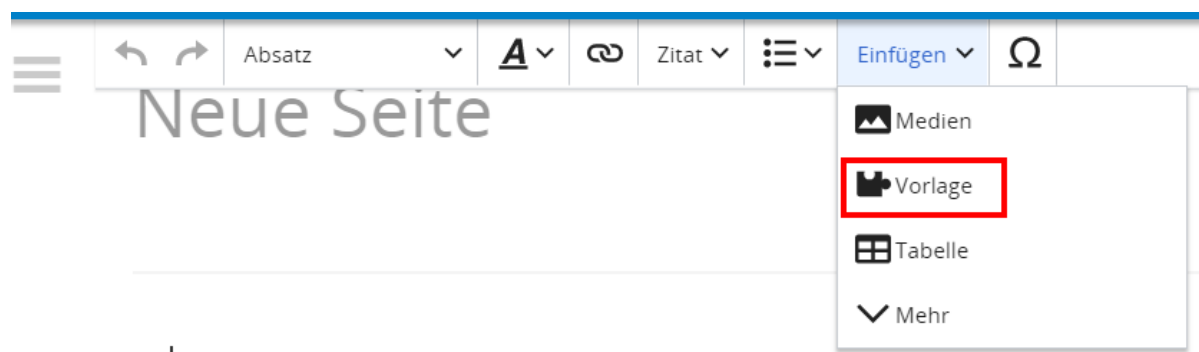 Absatz A Zitat Einfügen Ω
Neue Seite
Medien
Vorlage
Tabelle
Mehr